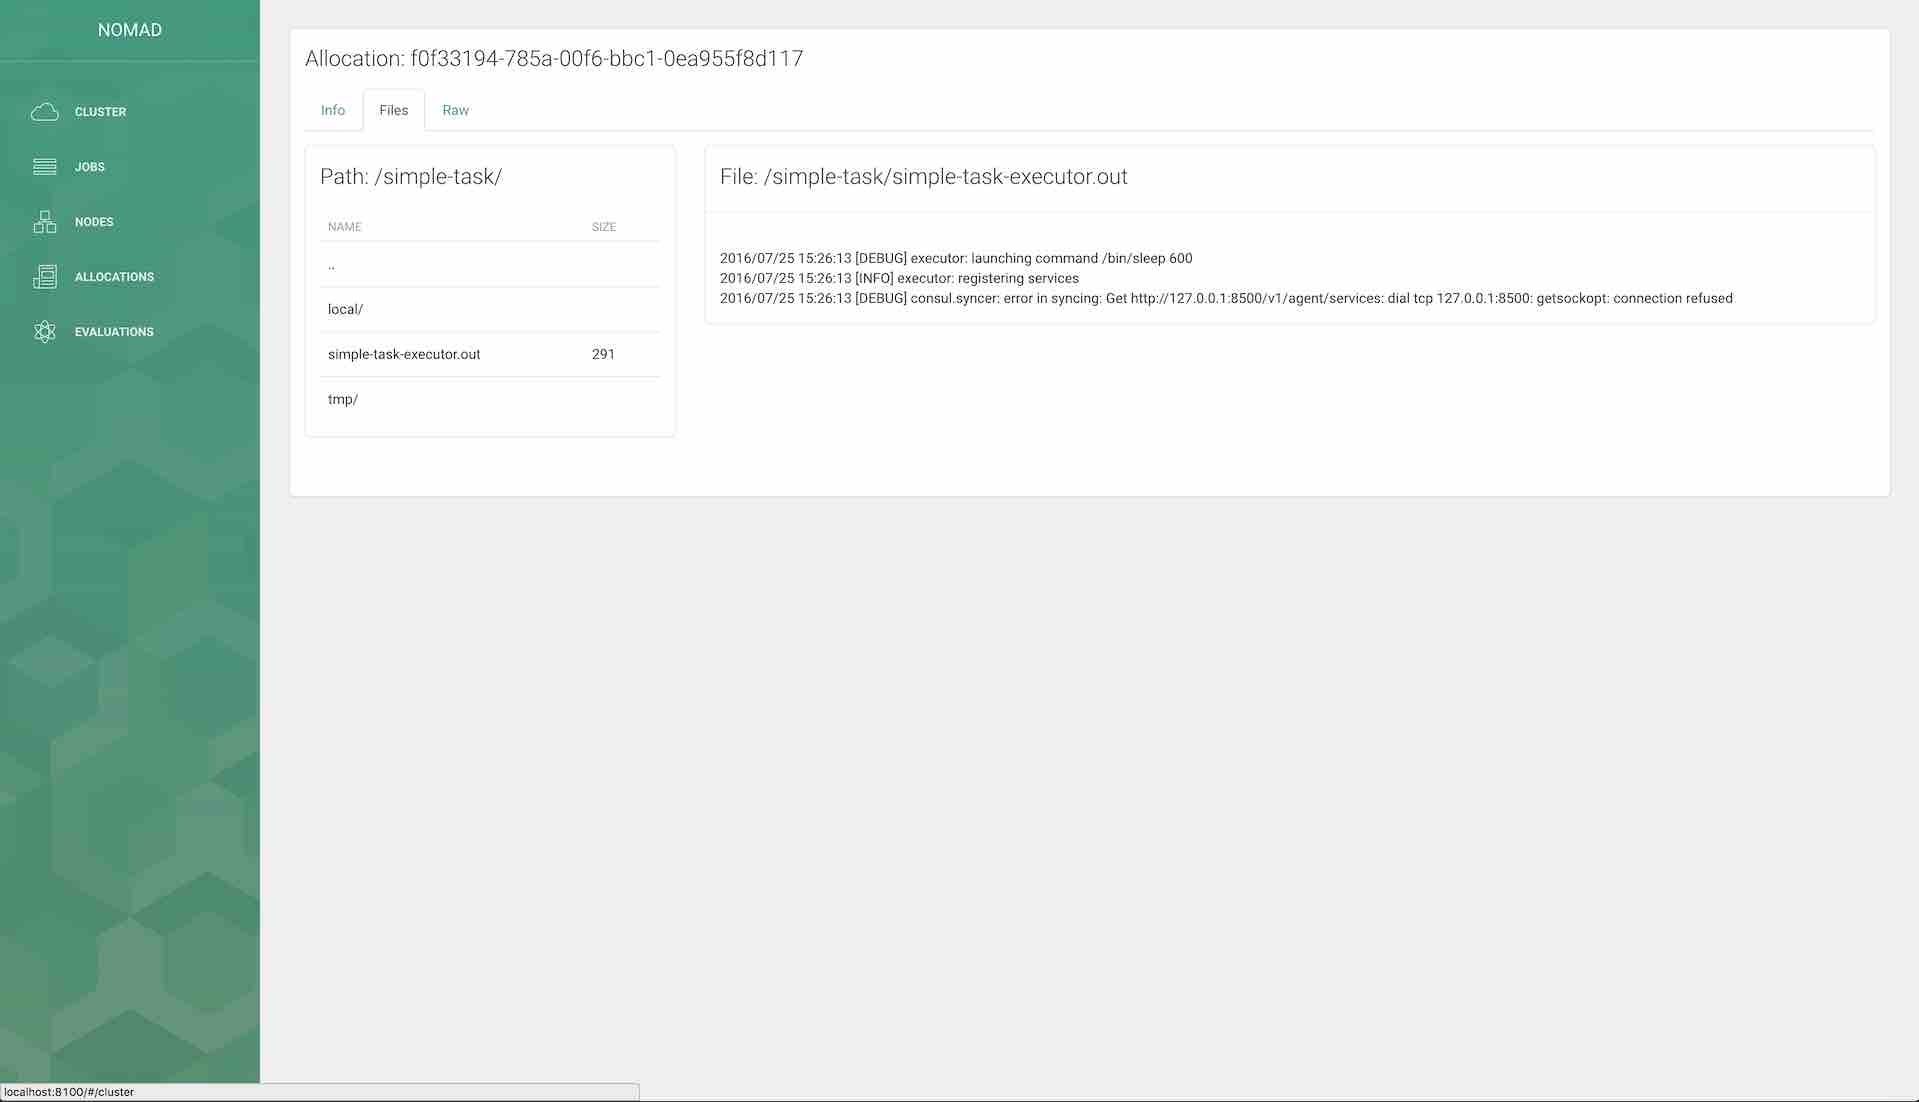 NOMAD
CLUSTER
JOBS
NODES
ALLOCATIONS
EVALUATIONS
Allocation: f0f33194-785a-00f6-bbc1-0ea955f8d117
Info Files Raw
Path: /simple-task/
NAME SIZE
..
local/
simple-task-executor.out 291
tmp/
File: /simple-task/simple-task-executor.out
2016/07/25 15:26:13 [DEBUG] executor: launching command /bin/sleep 600
2016/07/25 15:26:13 [INFO] executor: registering services
2016/07/25 15:26:13 [DEBUG] consul.syncer: error in syncing: Get http://127.0.0.1:8500/v1/agent/services: dial tcp 127.0.0.1:8500: getsockopt: connection refused
localhost:8100/#/cluster